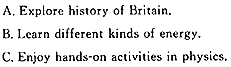 A. Explore history of Britain.
B. Learn different kinds of energy.
C. Enjoy hands-on activities in physics.